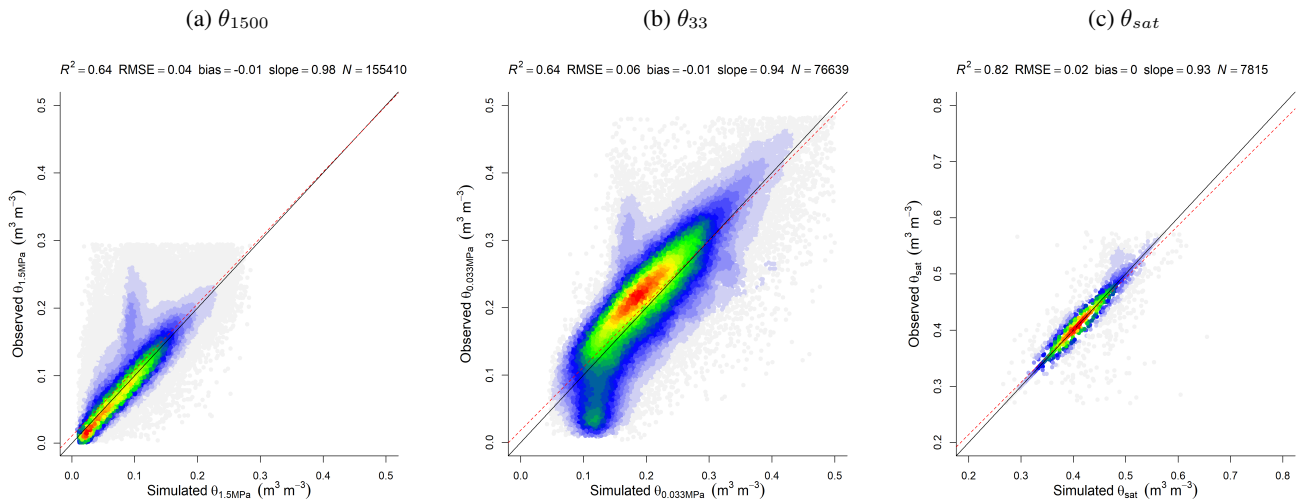 (a) θ1500
(b) θ33
(c) θsat
R² = 0.64 RMSE = 0.04 bias= -0.01 slope = 0.98 N = 155410
R² = 0.64 RMSE = 0.06 bias= -0.01 slope = 0.94 N = 76639
R² = 0.82 RMSE = 0.02 bias= 0 slope = 0.93 N = 7815
Observed θ1.5MPa (m³ m−3)
0.5
0.4
0.3
0.2
0.1
0.0
0.0 0.1 0.2 0.3 0.4 0.5
Simulated θ1.5MPa (m³ m−3)
Observed θ0.033MPa (m³ m−3)
0.5
0.4
0.3
0.2
0.1
0.0
0.0 0.1 0.2 0.3 0.4 0.5
Simulated θ0.033MPa (m³ m−3)
Observed θsat (m³ m−3)
0.8
0.7
0.6
0.5
0.4
0.3
0.2
0.2 0.3 0.4 0.5 0.6 0.7 0.8
Simulated θsat (m³ m−3)